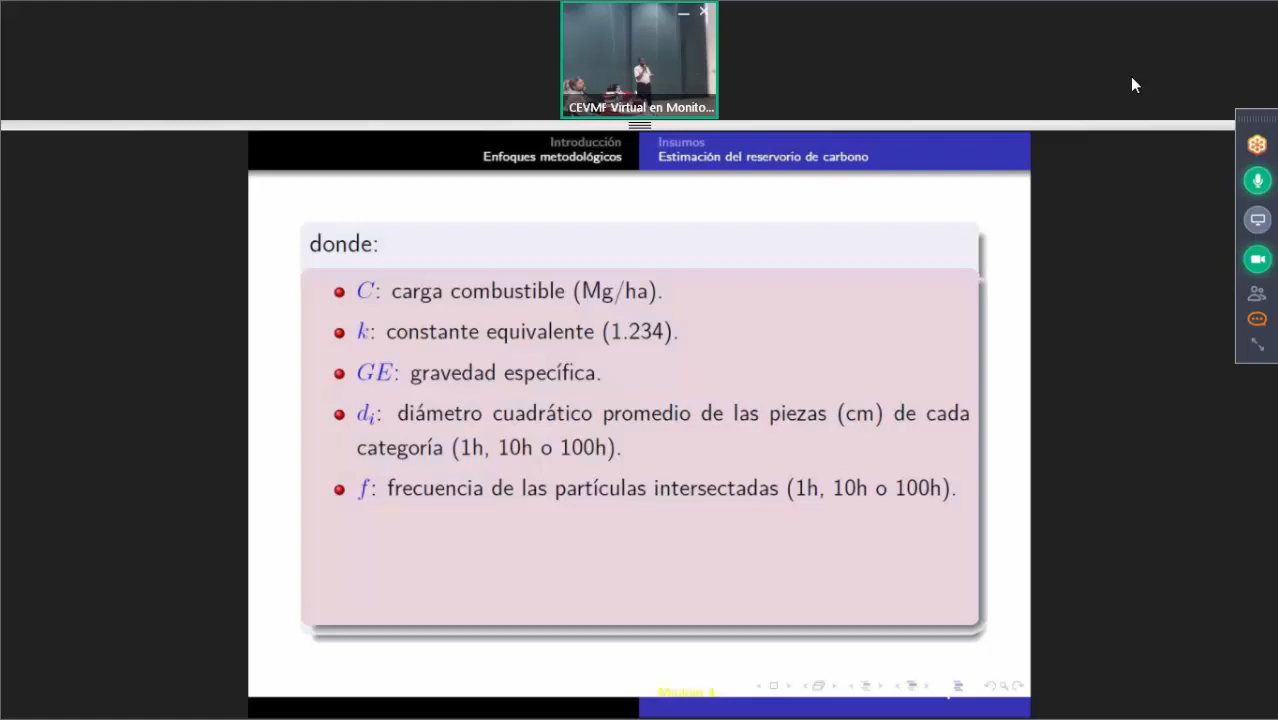 CEVMF Virtual en Monito...
Introducción
Enfoques metodológicos
Insumos
Estimación del reservorio de carbono
donde:
C: carga combustible (Mg/ha).
k: constante equivalente (1.234).
GE: gravedad específica.
d_i: diámetro cuadrático promedio de las piezas (cm) de cada
categoría (1h, 10h o 100h).
f: frecuencia de las partículas intersectadas (1h, 10h o 100h).